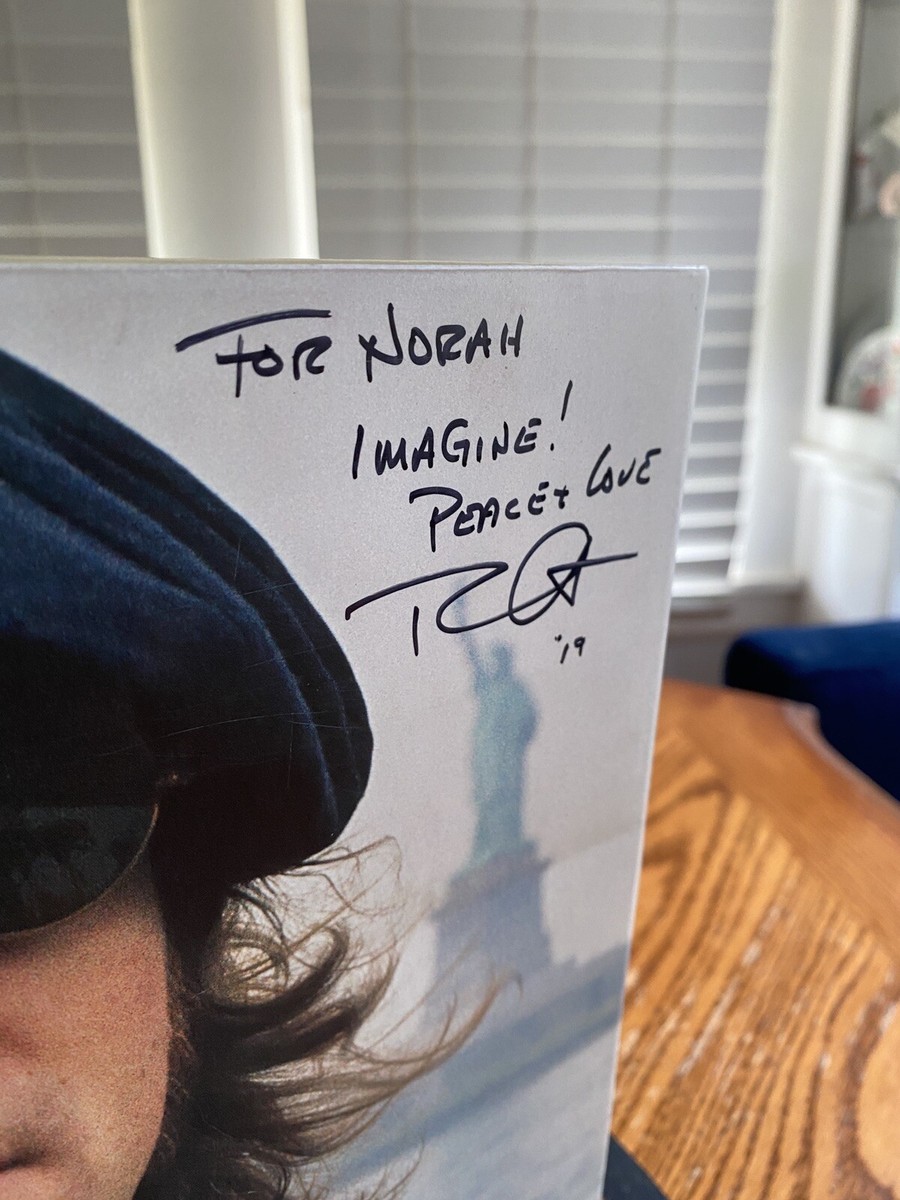 FOR NORAH
IMAGINE!
PEACE + LOVE
'19